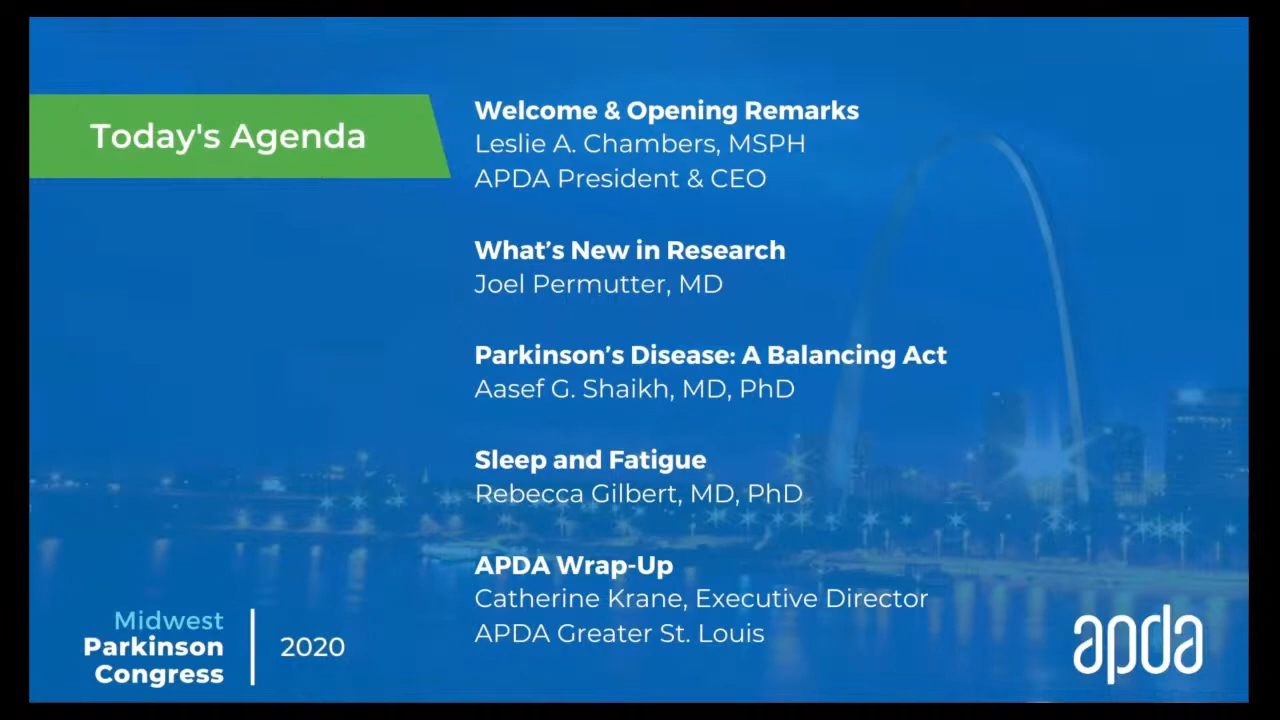 Today's Agenda
Welcome & Opening Remarks
Leslie A. Chambers, MSPH
APDA President & CEO
What's New in Research
Joel Permutter, MD
Parkinson's Disease: A Balancing Act
Aasef G. Shaikh, MD, PhD
Sleep and Fatigue
Rebecca Gilbert, MD, PhD
APDA Wrap-Up
Catherine Krane, Executive Director
APDA Greater St. Louis
Midwest
Parkinson
Congress
2020
apda